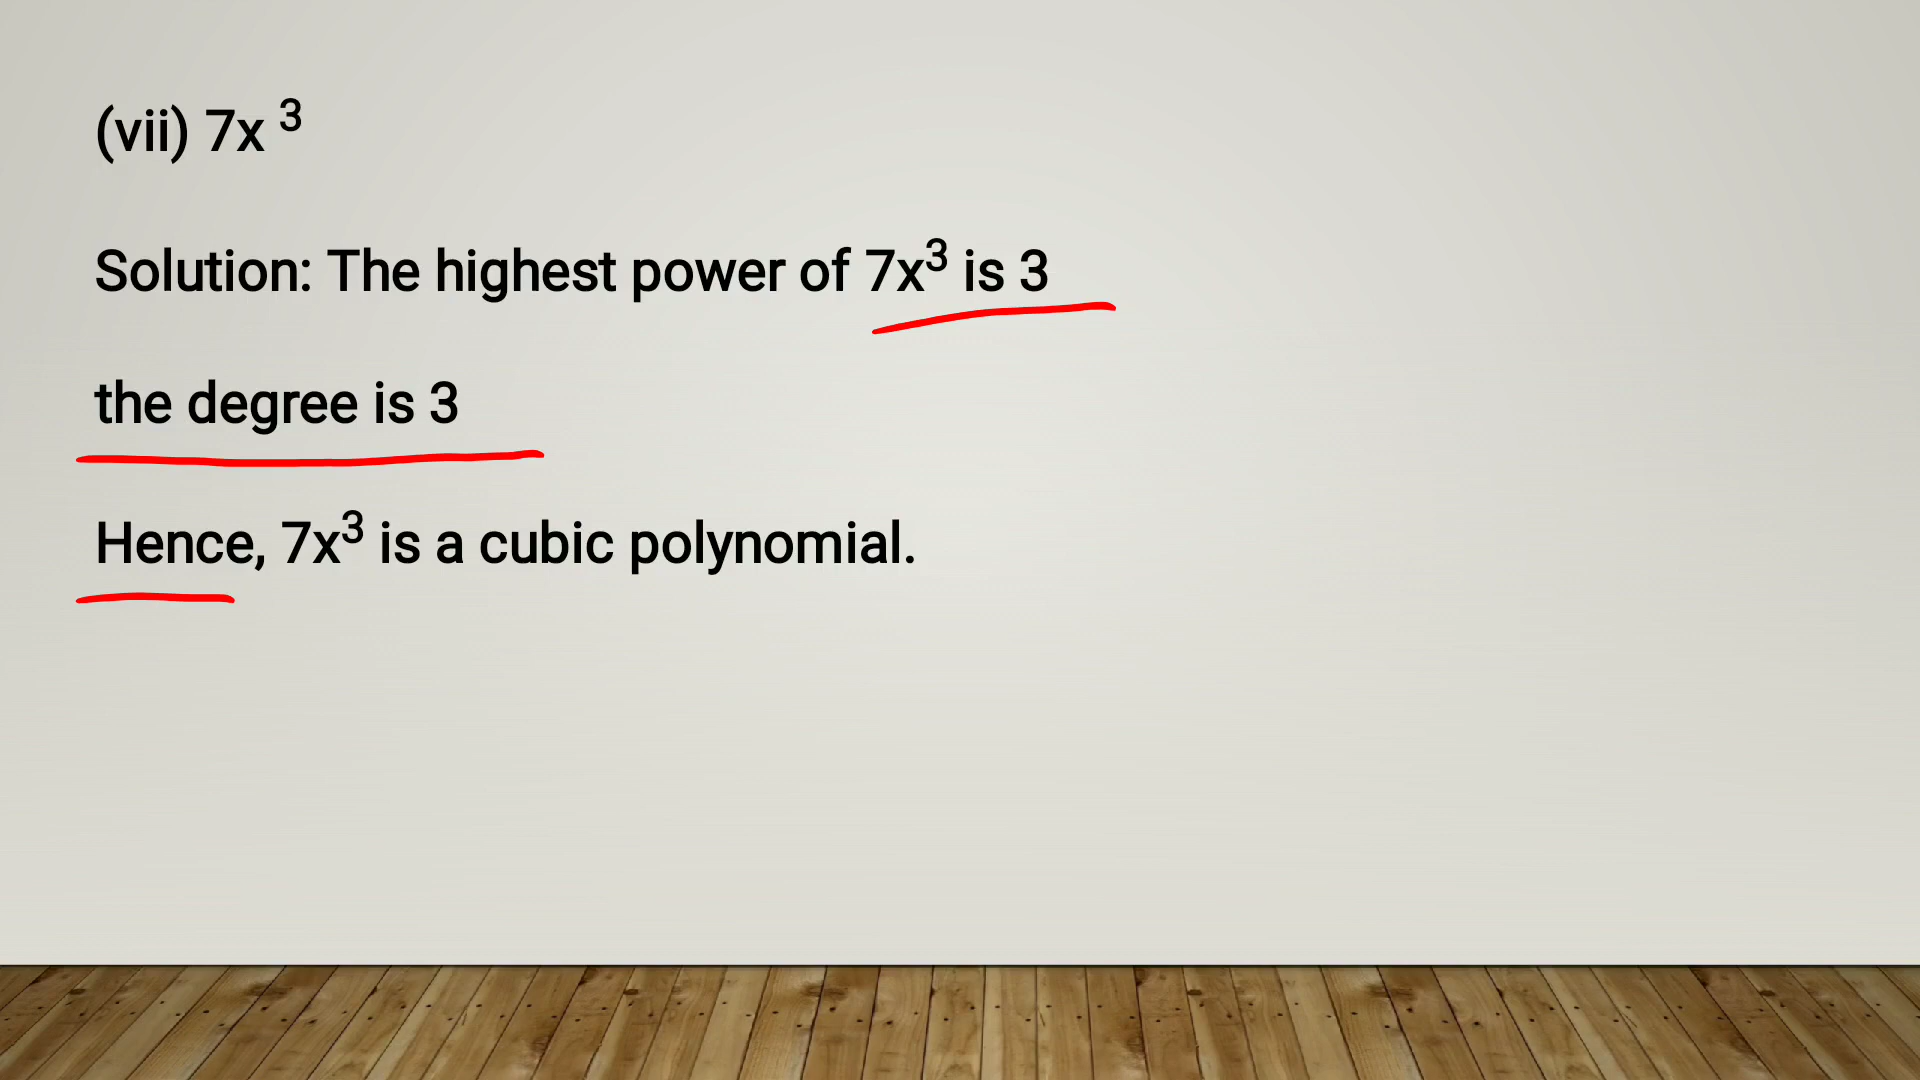 (vii) 7x ³
Solution: The highest power of 7x³ is 3
the degree is 3
Hence, 7x³ is a cubic polynomial.